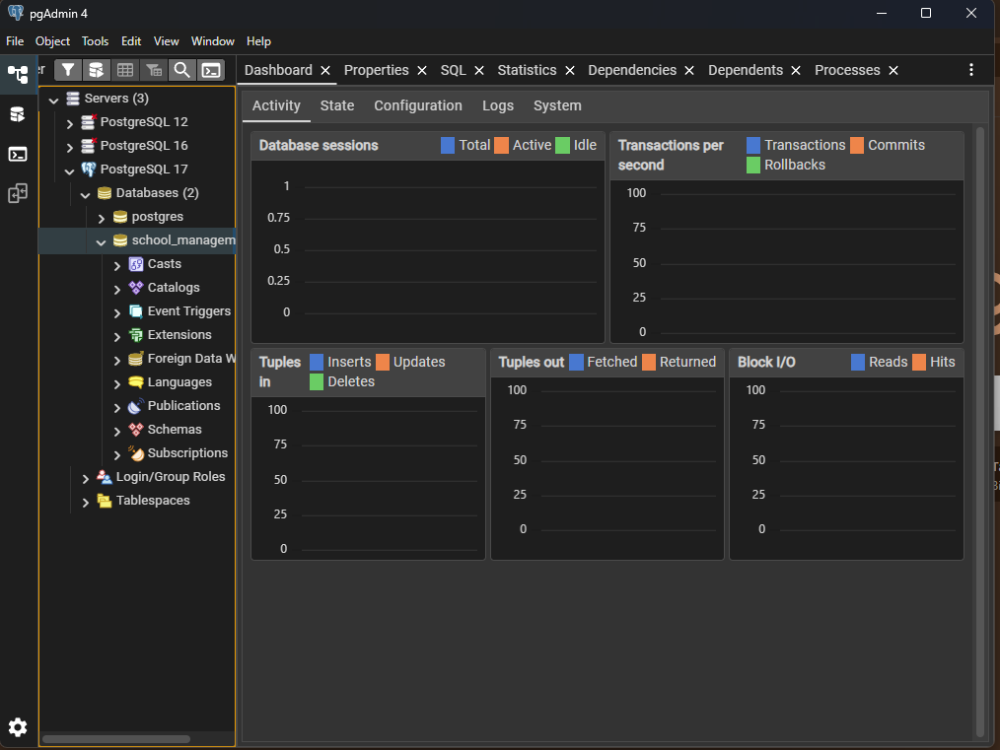 pgAdmin 4
File Object Tools Edit View Window Help
er
Dashboard Properties SQL Statistics Dependencies Dependents Processes
Servers (3)
PostgreSQL 12
PostgreSQL 16
PostgreSQL 17
Databases (2)
postgres
school_managem
Casts
Catalogs
Event Triggers
Extensions
Foreign Data W
Languages
Publications
Schemas
Subscriptions
Login/Group Roles
Tablespaces
Activity State Configuration Logs System
Database sessions Total Active Idle
1
0.75
0.5
0.25
0
Transactions per second Transactions Commits
Rollbacks
100
75
50
25
0
Tuples in Inserts Updates
Deletes
100
75
50
25
0
Tuples out Fetched Returned
100
75
50
25
0
Block I/O Reads Hits
100
75
50
25
0